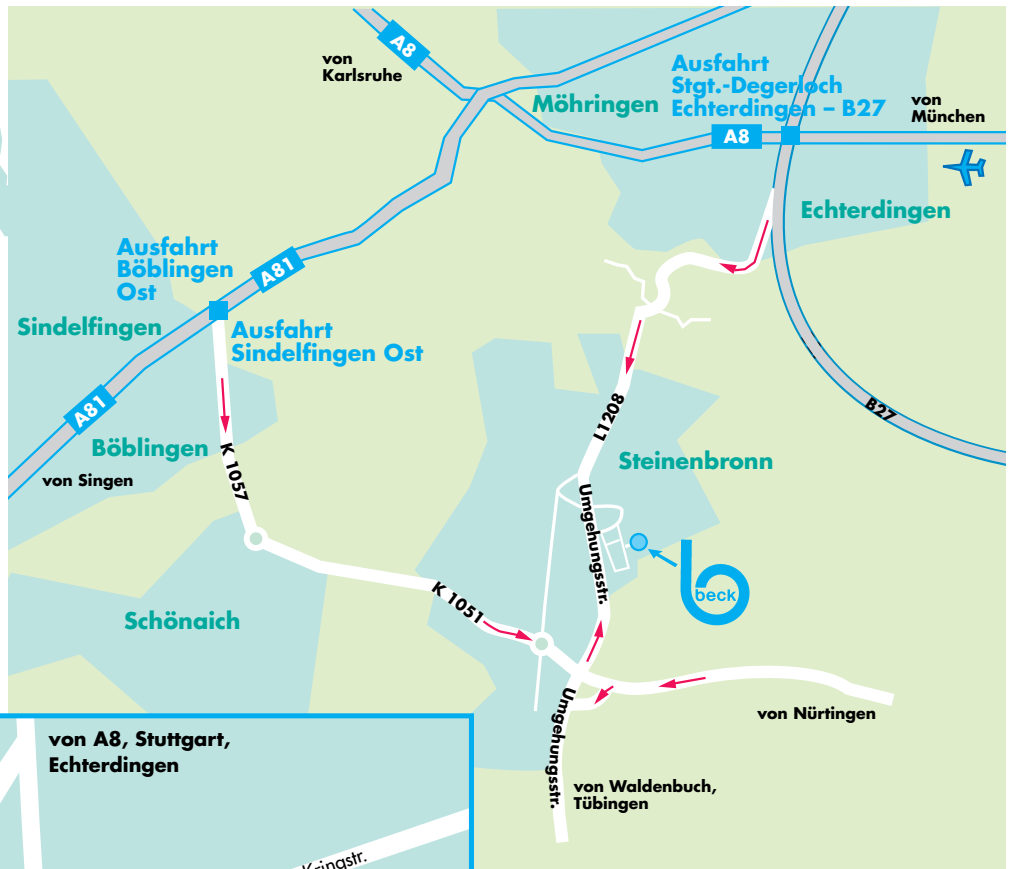 A8
von
Karlsruhe
Ausfahrt
Stgt.-Degerloch
Echterdingen – B27
Möhringen
von
München
A8
Echterdingen
Ausfahrt
Böblingen
Ost
A81
Sindelfingen
Ausfahrt
Sindelfingen Ost
A81
B27
L1208
Böblingen
K 1057
von Singen
Steinenbronn
Umgehungsstr.
beck
K 1051
Schönaich
Umgehungsstr.
von Nürtingen
von A8, Stuttgart,
Echterdingen
von Waldenbuch,
Tübingen